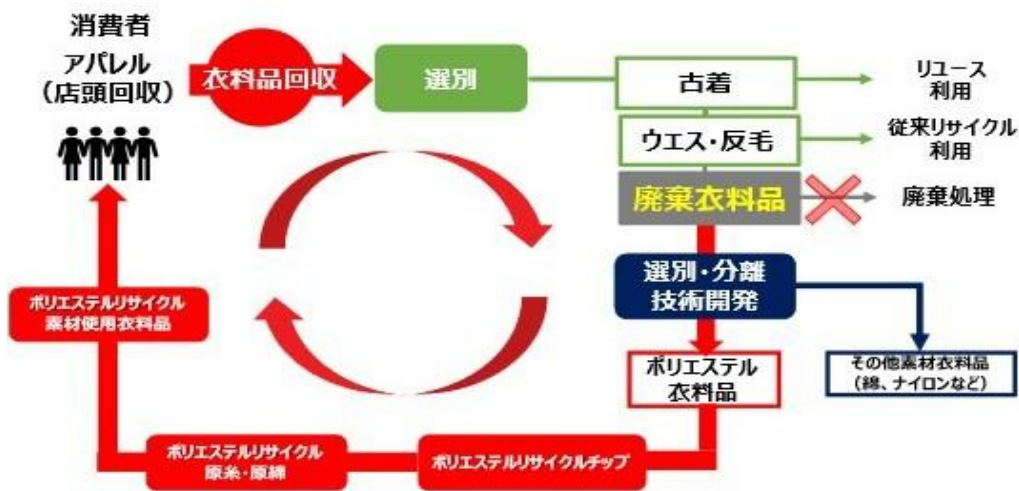 消費者
アパレル
（店頭回収）
衣料品回収
選別
古着
リユース
利用
ウエス・反毛
従来リサイクル
利用
廃棄衣料品
廃棄処理
選別・分離
技術開発
ポリエステル
衣料品
その他素材衣料品
（綿、ナイロンなど）
ポリエステルリサイクルチップ
ポリエステルリサイクル
原糸・原綿
ポリエステルリサイクル
素材使用衣料品